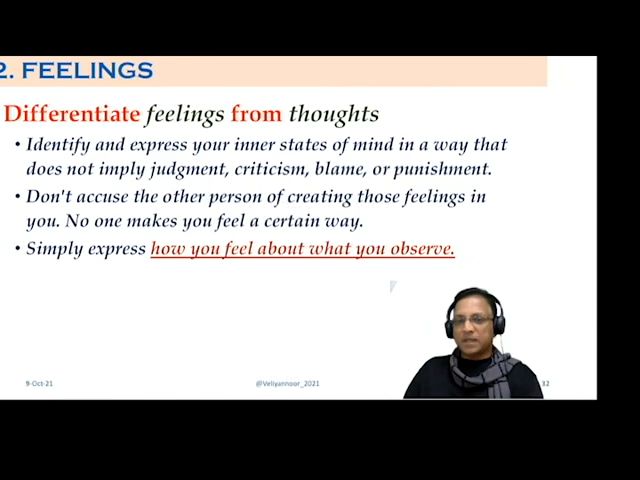 2. FEELINGS
Differentiate feelings from thoughts
• Identify and express your inner states of mind in a way that
does not imply judgment, criticism, blame, or punishment.
• Don't accuse the other person of creating those feelings in
you. No one makes you feel a certain way.
• Simply express how you feel about what you observe.
9-Oct-21
@Veliyannoor_2021
32